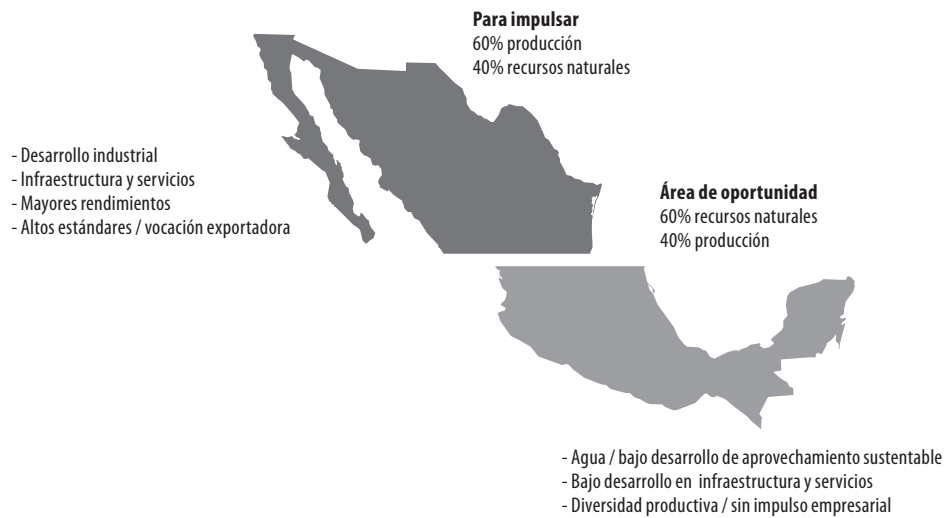 Para impulsar
60% producción
40% recursos naturales
- Desarrollo industrial
- Infraestructura y servicios
- Mayores rendimientos
- Altos estándares / vocación exportadora
Área de oportunidad
60% recursos naturales
40% producción
- Agua / bajo desarrollo de aprovechamiento sustentable
- Bajo desarrollo en infraestructura y servicios
- Diversidad productiva / sin impulso empresarial